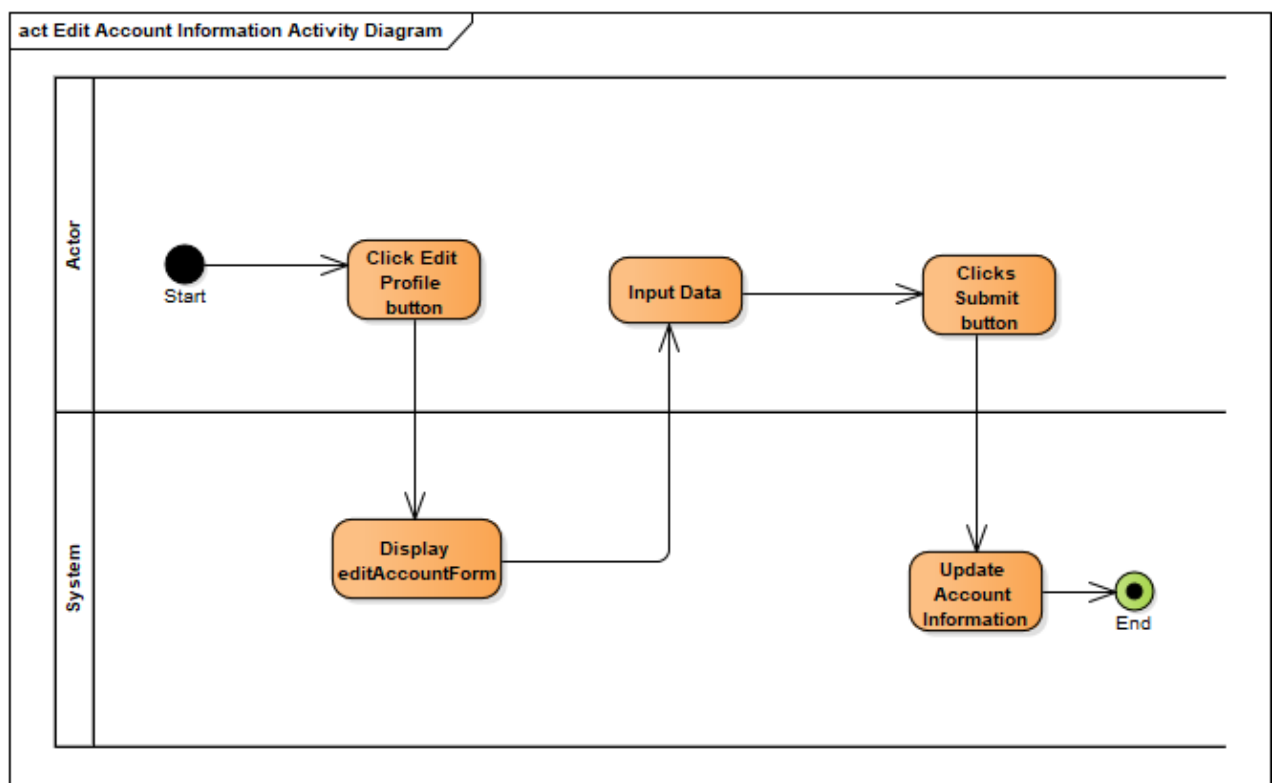 act Edit Account Information Activity Diagram
Actor
Start
Click Edit
Profile
button
Input Data
Clicks
Submit
button
System
Display
editAccountForm
Update
Account
Information
End